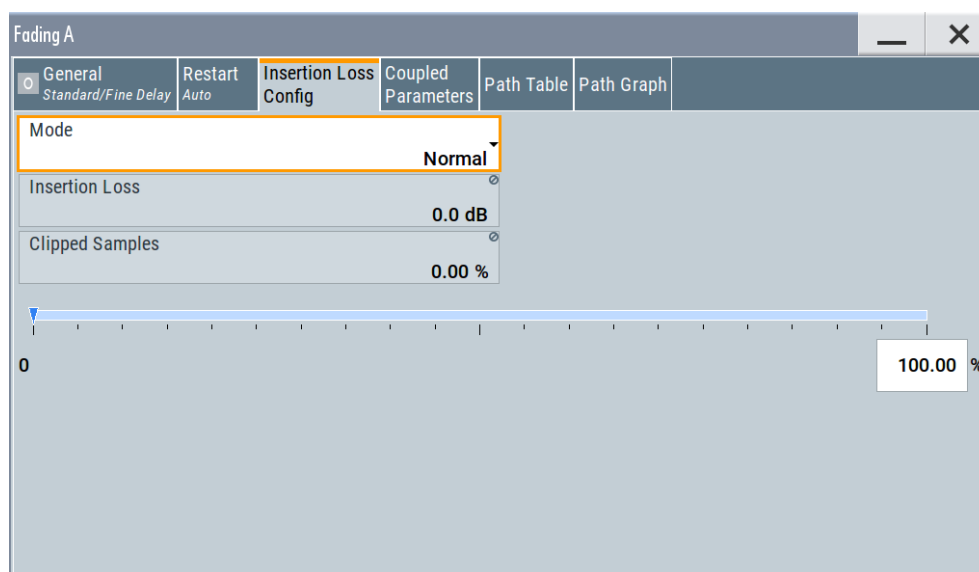 Fading A
General
Standard/Fine Delay
Restart
Auto
Insertion Loss
Config
Coupled
Parameters
Path Table
Path Graph
Mode
Normal
Insertion Loss
0.0 dB
Clipped Samples
0.00 %
0
100.00 %